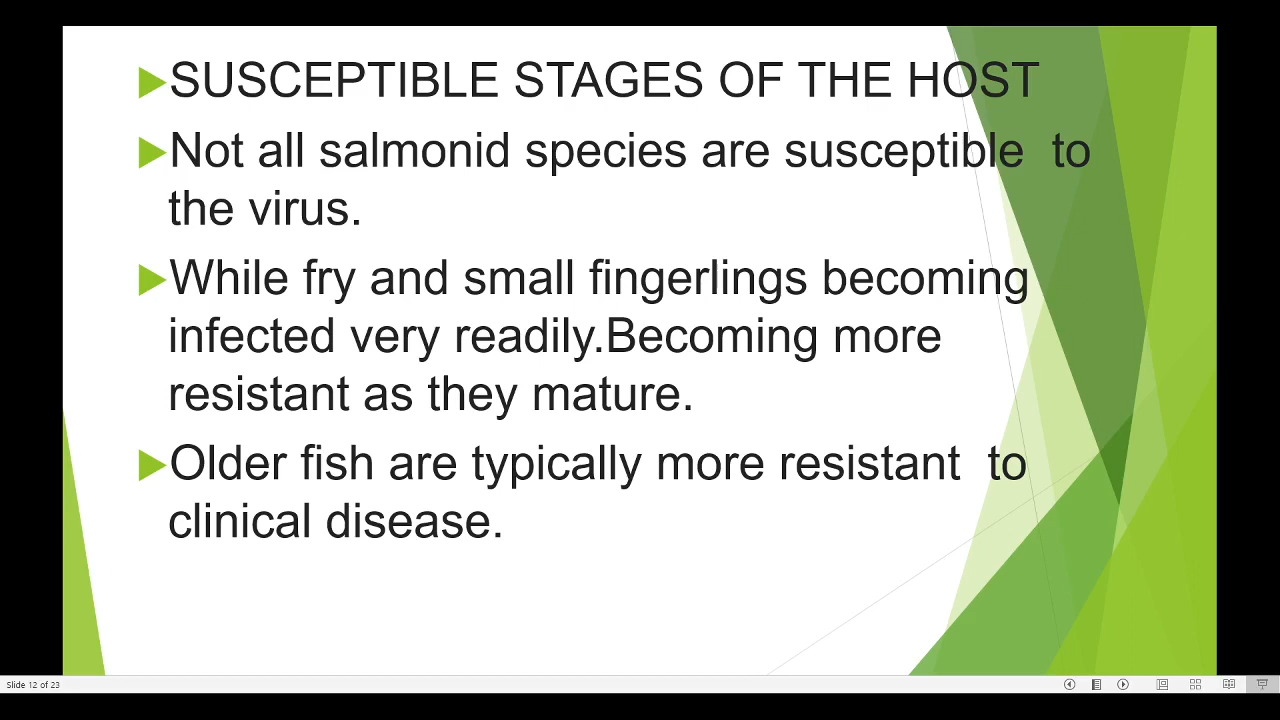 SUSCEPTIBLE STAGES OF THE HOST
Not all salmonid species are susceptible  to
the virus.
While fry and small fingerlings becoming
infected very readily.Becoming more
resistant as they mature.
Older fish are typically more resistant  to
clinical disease.
Slide 12 of 23